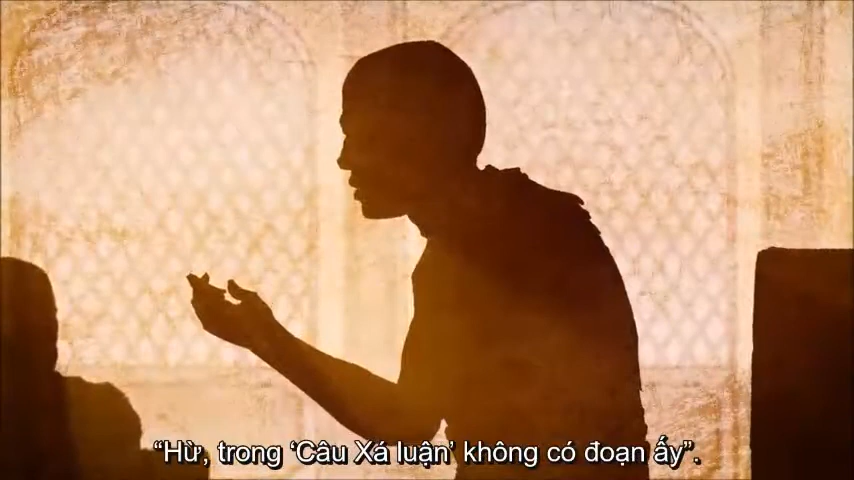 “Hừ, trong ‘Câu Xá luận’ không có đoạn ấy”.